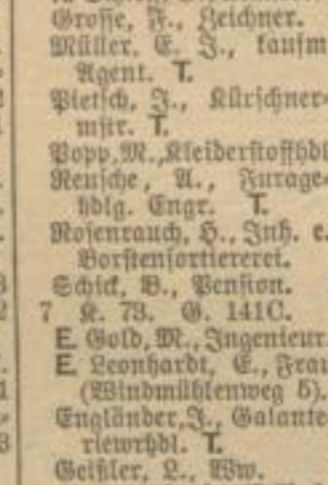 Grosse, F., Zeichner.
Müller, E. J., kaufm
Agent. T.
Pietsch, J., Kürschner-
mstr. T.
Popp, M., Kleiderstoffhdl
Reusche, A., Furage-
hdlg. Engr. T.
Rosenrauch, H., Inh. e.
Borstensortiererei.
Schick, B., Pension.
7 K. 73. G. 141C.
E Gold, M., Ingenieur.
E Leonhardt, E., Frau
(Windmühlenweg 5).
Engländer, J., Galante-
riewrhdl. T.
Geißler, L., Ww.